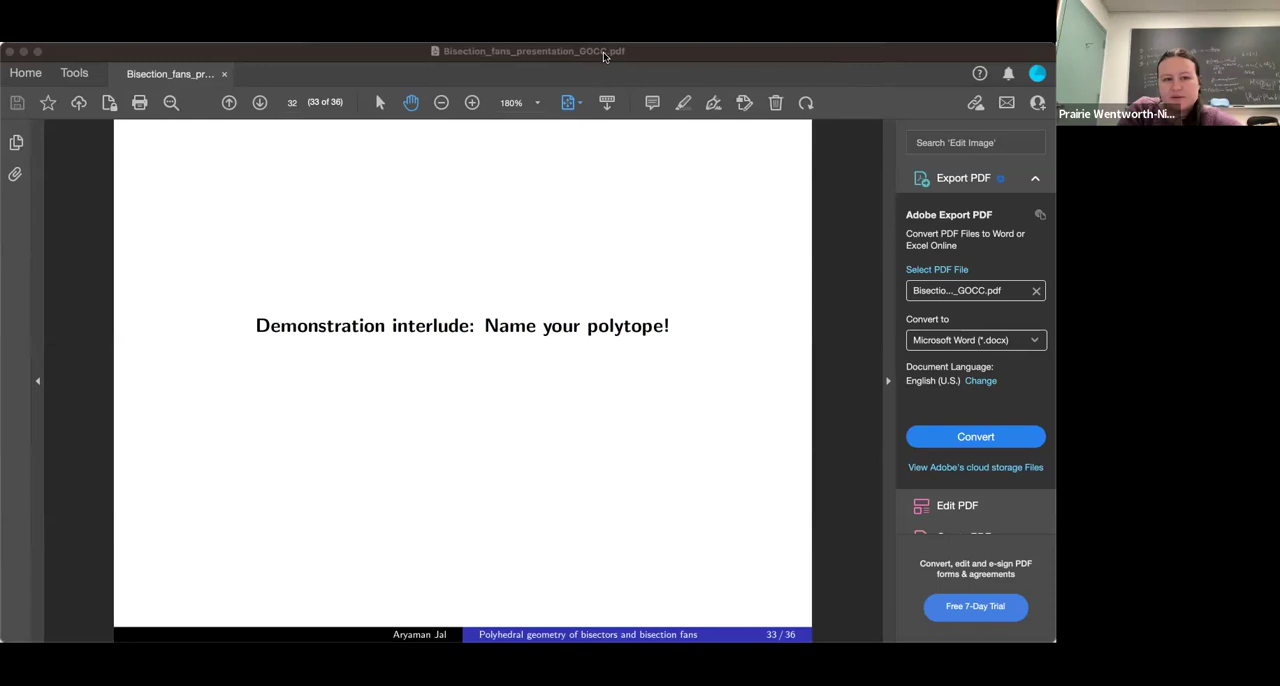 Bisection_fans_presentation_GOCC.pdf
Home Tools Bisection_fans_pr... ×
32 (33 of 36) 180%
Prairie Wentworth-Ni...
Search 'Edit Image'
Export PDF
Adobe Export PDF
Convert PDF Files to Word or
Excel Online
Select PDF File
Bisectio..._GOCC.pdf
Convert to
Microsoft Word (*.docx)
Document Language:
English (U.S.) Change
Convert
View Adobe's cloud storage Files
Edit PDF
Convert, edit and e-sign PDF
forms & agreements
Free 7-Day Trial
Demonstration interlude: Name your polytope!
Aryaman Jal Polyhedral geometry of bisectors and bisection fans 33 / 36